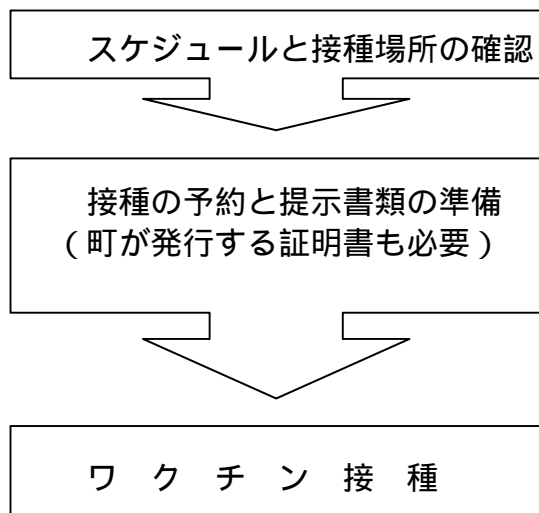 スケジュールと接種場所の確認
接種の予約と提示書類の準備
(町が発行する証明書も必要)
ワクチン接種